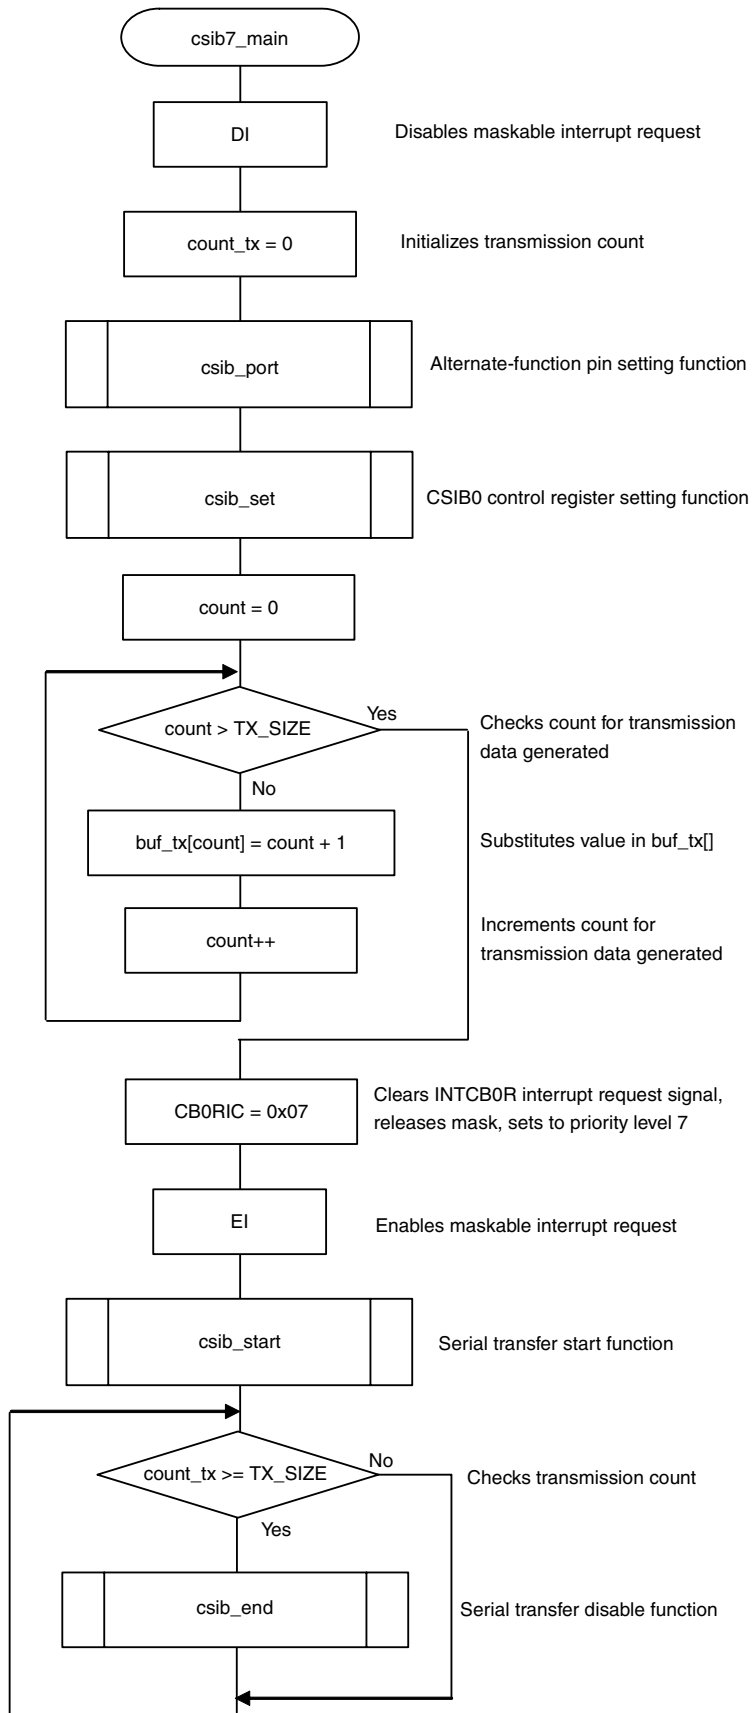 csib7_main
DI
Disables maskable interrupt request
count_tx = 0
Initializes transmission count
csib_port
Alternate-function pin setting function
csib_set
CSIB0 control register setting function
count = 0
count > TX_SIZE
Yes
Checks count for transmission
data generated
No
buf_tx[count] = count + 1
Substitutes value in buf_tx[]
count++
Increments count for
transmission data generated
CB0RIC = 0x07
Clears INTCB0R interrupt request signal,
releases mask, sets to priority level 7
EI
Enables maskable interrupt request
csib_start
Serial transfer start function
count_tx >= TX_SIZE
No
Checks transmission count
Yes
csib_end
Serial transfer disable function